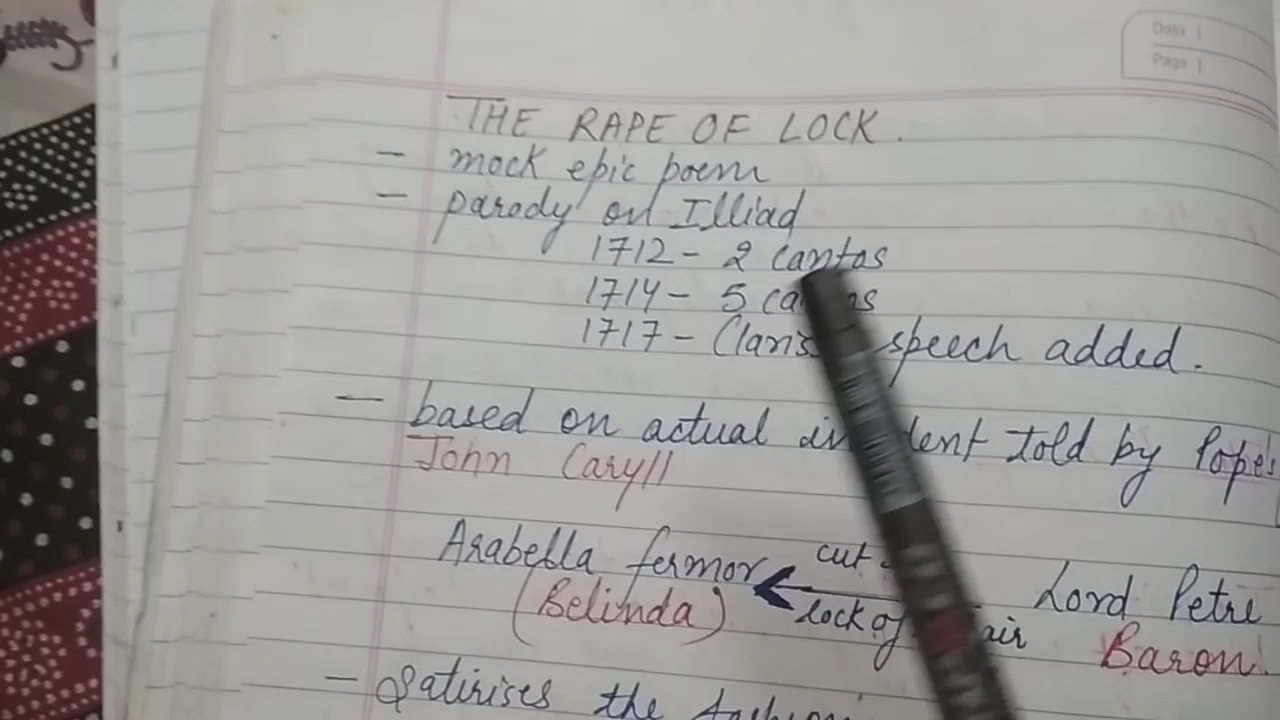 Data |
Page |
THE RAPE OF LOCK.
- mock epic poem
- parody on Illiad
1712 - 2 cantos
1714 - 5
1717 - speech added.
- based on actual told by Pope's
John Caryll
Arabella fermor cut Lord Petre
(Belinda) lock of Baron.
- Satirises the